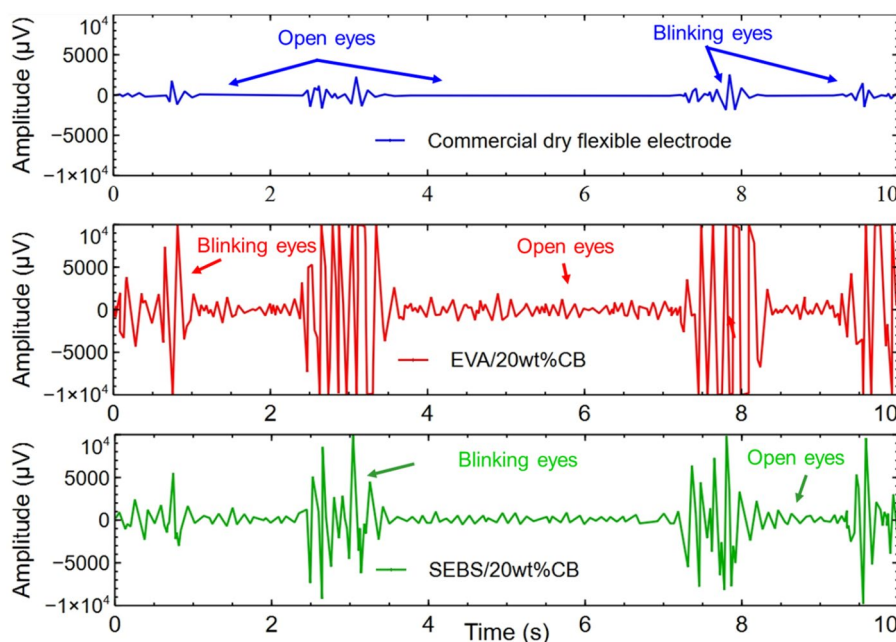 10⁴
5000
0
−5000
−1×10⁴
Amplitude (μV)
Open eyes
Blinking eyes
Commercial dry flexible electrode
0 2 4 6 8 10
10⁴
5000
0
−5000
−1×10⁴
Amplitude (μV)
Blinking eyes
Open eyes
EVA/20wt%CB
0 2 4 6 8 10
10⁴
5000
0
−5000
−1×10⁴
Amplitude (μV)
Blinking eyes
Open eyes
SEBS/20wt%CB
0 2 4 6 8 10
Time (s)